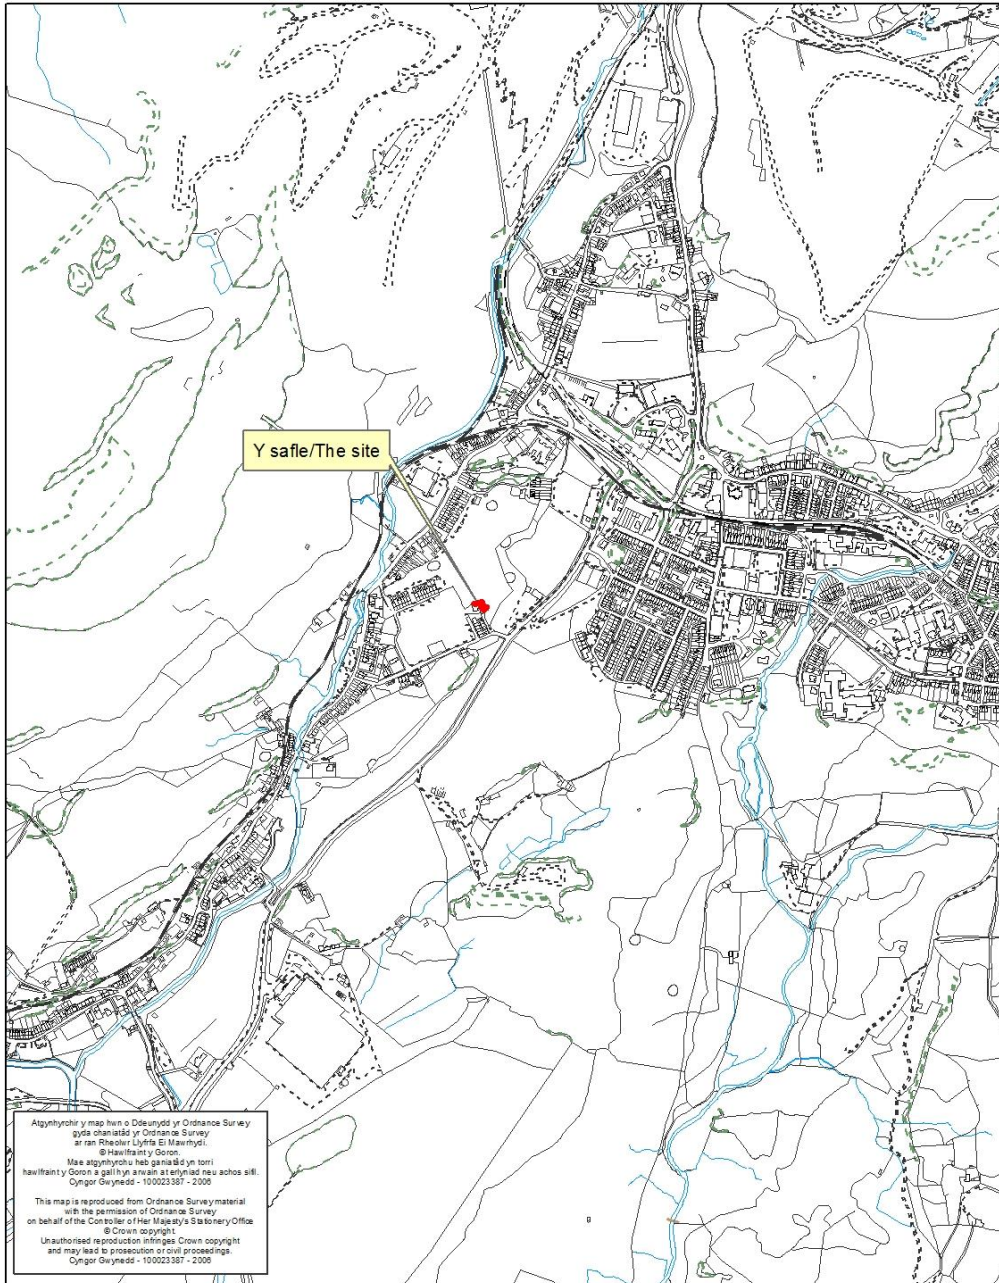 Y safle/The site
Atgynhyrchir y map hwn o Ddeunydd yr Ordnance Survey
gyda chaniatâd yr Ordnance Survey
ar ran Rheolwr Llyfrfa Ei Mawrhydi.
© Hawlfraint y Goron.
Mae atgynhyrchu heb ganiatâd yn torri
hawlfraint y Goron a gall hyn arwain at erlyniad neu achos sifil.
Cyngor Gwynedd - 100023387 - 2006
This map is reproduced from Ordnance Survey material
with the permission of Ordnance Survey
on behalf of the Controller of Her Majesty's Stationery Office
© Crown copyright.
Unauthorised reproduction infringes Crown copyright
and may lead to prosecution or civil proceedings.
Cyngor Gwynedd - 100023387 - 2006